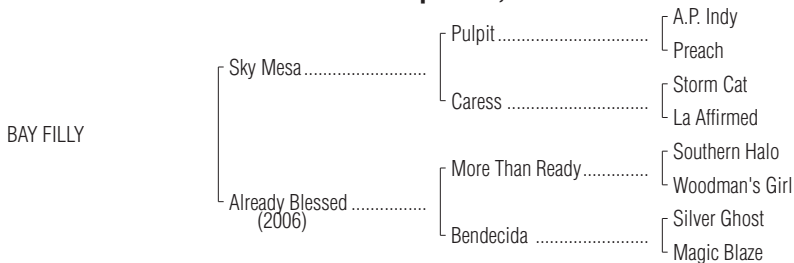 A.P. Indy
Pulpit
Preach
Sky Mesa
Storm Cat
Caress
La Affirmed
BAY FILLY
Southern Halo
More Than Ready
Woodman's Girl
Already Blessed
(2006)
Silver Ghost
Bendecida
Magic Blaze